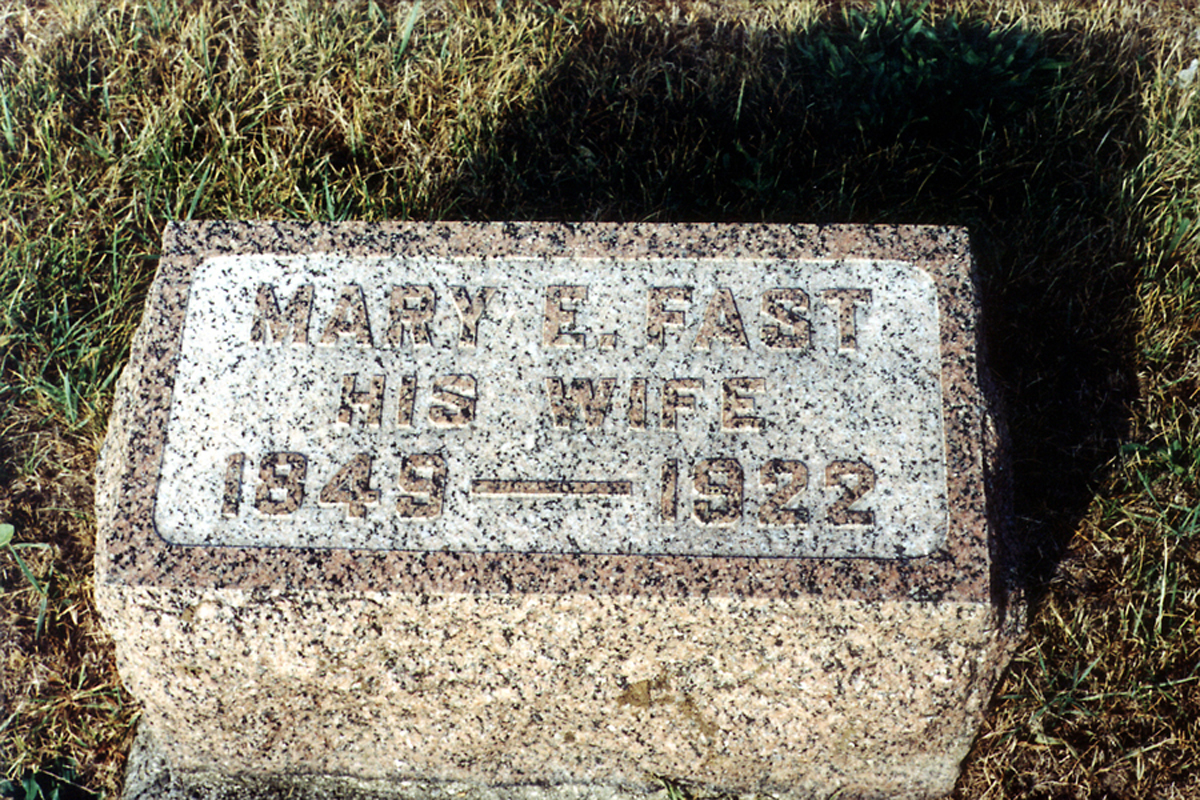 MARY E. FAST
HIS WIFE
1849 — 1922